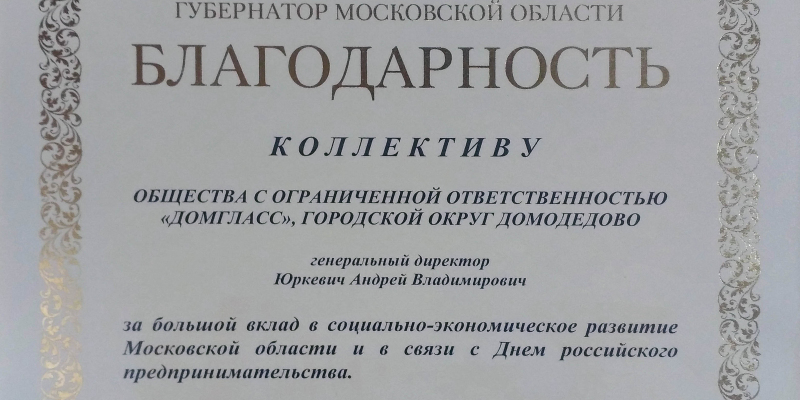 ГУБЕРНАТОР МОСКОВСКОЙ ОБЛАСТИ
БЛАГОДАРНОСТЬ
КОЛЛЕКТИВУ
ОБЩЕСТВА С ОГРАНИЧЕННОЙ ОТВЕТСТВЕННОСТЬЮ
«ДОМГЛАСС», ГОРОДСКОЙ ОКРУГ ДОМОДЕДОВО
генеральный директор
Юркевич Андрей Владимирович
за большой вклад в социально-экономическое развитие
Московской области и в связи с Днем российского
предпринимательства.